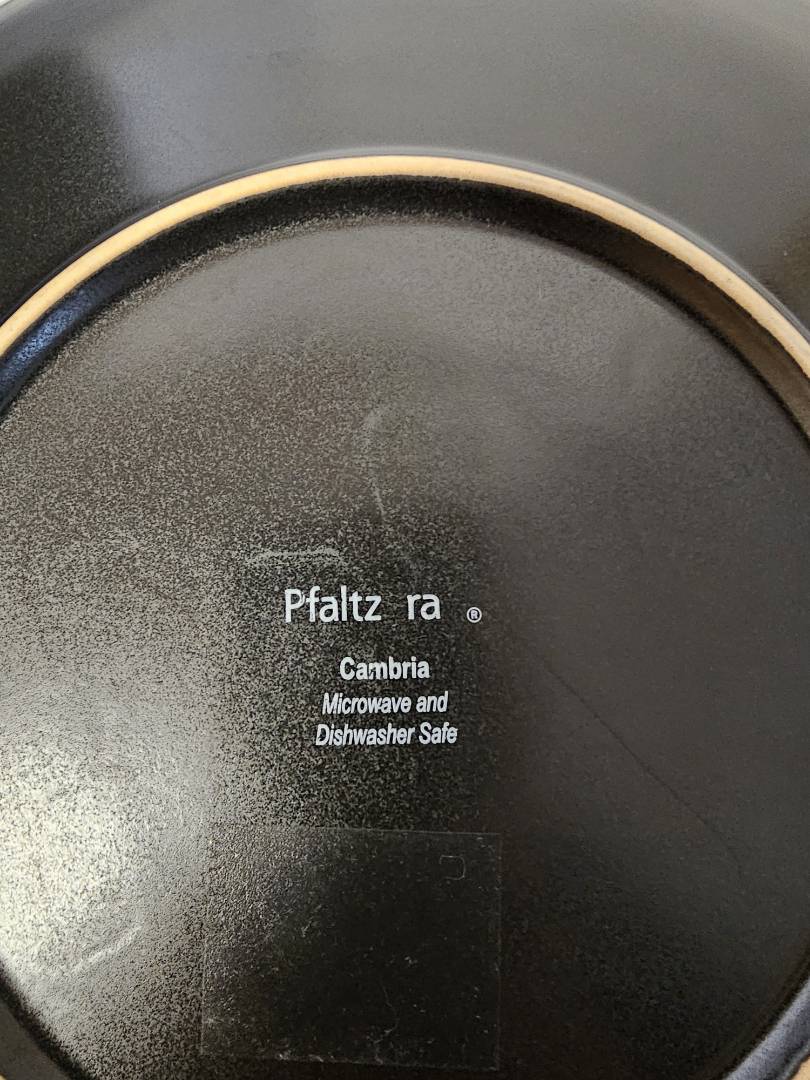 Pfaltz ra ®
Cambria
Microwave and
Dishwasher Safe